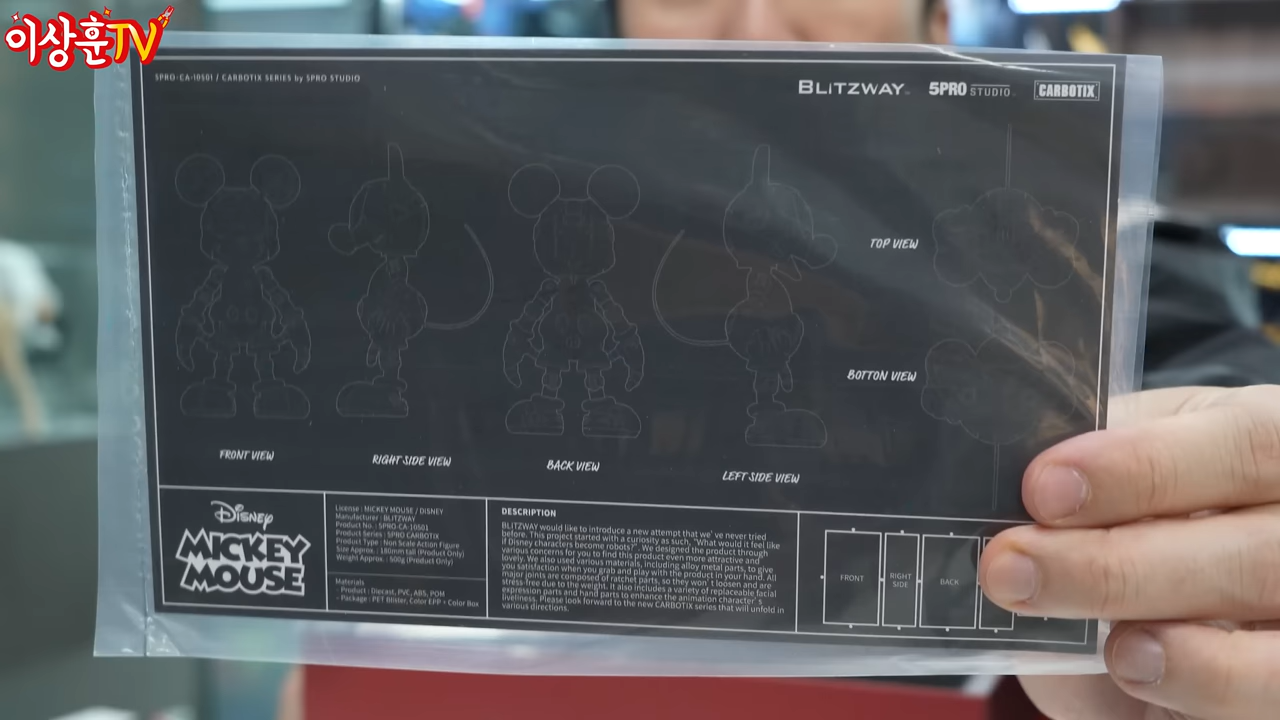 이상훈TV
5PRO-CA-10501 / CARBOTIX SERIES by 5PRO STUDIO
BLITZWAY 5PRO STUDIO CARBOTIX
TOP VIEW
BOTTON VIEW
FRONT VIEW
RIGHT SIDE VIEW
BACK VIEW
LEFT SIDE VIEW
Disney
MICKEY
MOUSE
License : MICKEY MOUSE / DISNEY
Manufacturer : BLITZWAY
Product No. : 5PRO-CA-10501
Product Series : 5PRO CARBOTIX
Product Type : Non Scale Action Figure
Size Approx. : 180mm tall (Product Only)
Weight Approx. : 500g (Product Only)
Materials
- Product : Diecast, PVC, ABS, POM
- Package : PET Blister, Color EPP + Color Box
DESCRIPTION
BLITZWAY would like to introduce a new attempt that we've never tried
before. This project started with a curiosity as such, "What would it feel like
if Disney characters become robots?". We designed the product through
various concerns for you to find this product even more attractive and
lovely. We also used various materials, including alloy metal parts, to give
you satisfaction when you grab and play with the product in your hand. All
major joints are composed of ratchet parts, so they won't loosen and are
stress-free due to the weight. It also includes a variety of replaceable facial
expression parts and hand parts to enhance the animation character's
liveliness. Please look forward to the new CARBOTIX series that will unfold in
various directions.
FRONT
RIGHT
SIDE
BACK